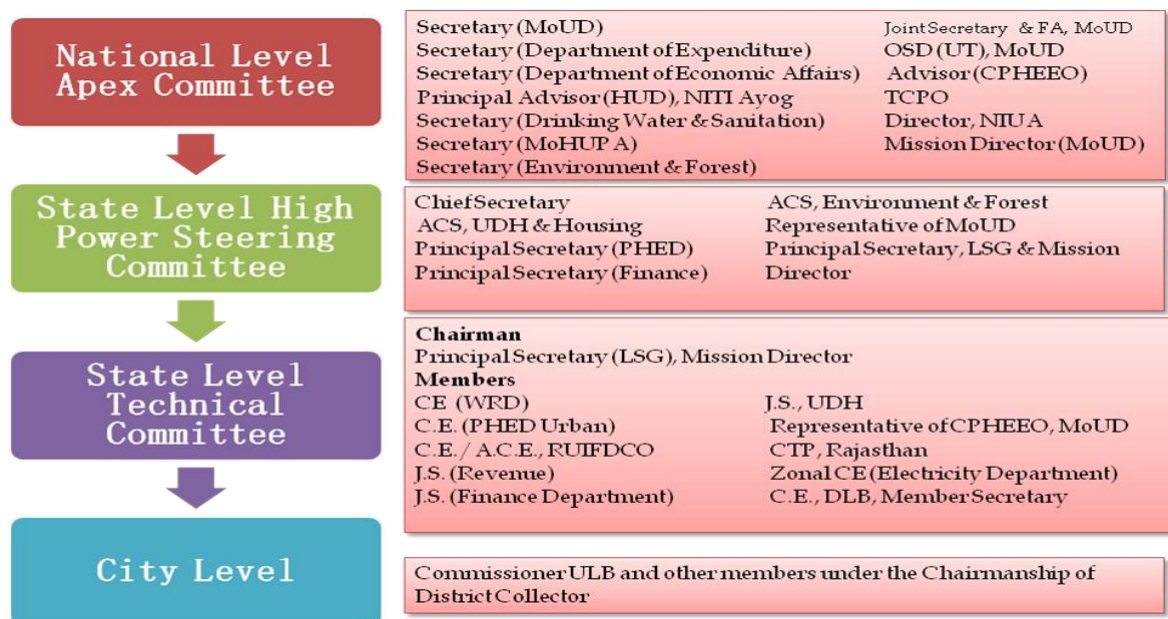 National Level
Apex Committee
Secretary (MoUD)
Secretary (Department of Expenditure)
Secretary (Department of Economic Affairs)
Principal Advisor (HUD), NITI Ayog
Secretary (Drinking Water & Sanitation)
Secretary (MoHUP A)
Secretary (Environment & Forest)
Joint Secretary & FA, MoUD
OSD (UT), MoUD
Advisor (CPHEEO)
TCPO
Director, NIUA
Mission Director (MoUD)
State Level High
Power Steering
Committee
Chief Secretary
ACS, UDH & Housing
Principal Secretary (PHED)
Principal Secretary (Finance)
ACS, Environment & Forest
Representative of MoUD
Principal Secretary, LSG & Mission
Director
State Level
Technical
Committee
Chairman
Principal Secretary (LSG), Mission Director
Members
CE (WRD)
C.E. (PHED Urban)
C.E./ A.C.E., RUIFDCO
J.S. (Revenue)
J.S. (Finance Department)
J.S., UDH
Representative of CPHEEO, MoUD
CTP, Rajasthan
Zonal CE (Electricity Department)
C.E., DLB, Member Secretary
City Level
Commissioner ULB and other members under the Chairmanship of
District Collector